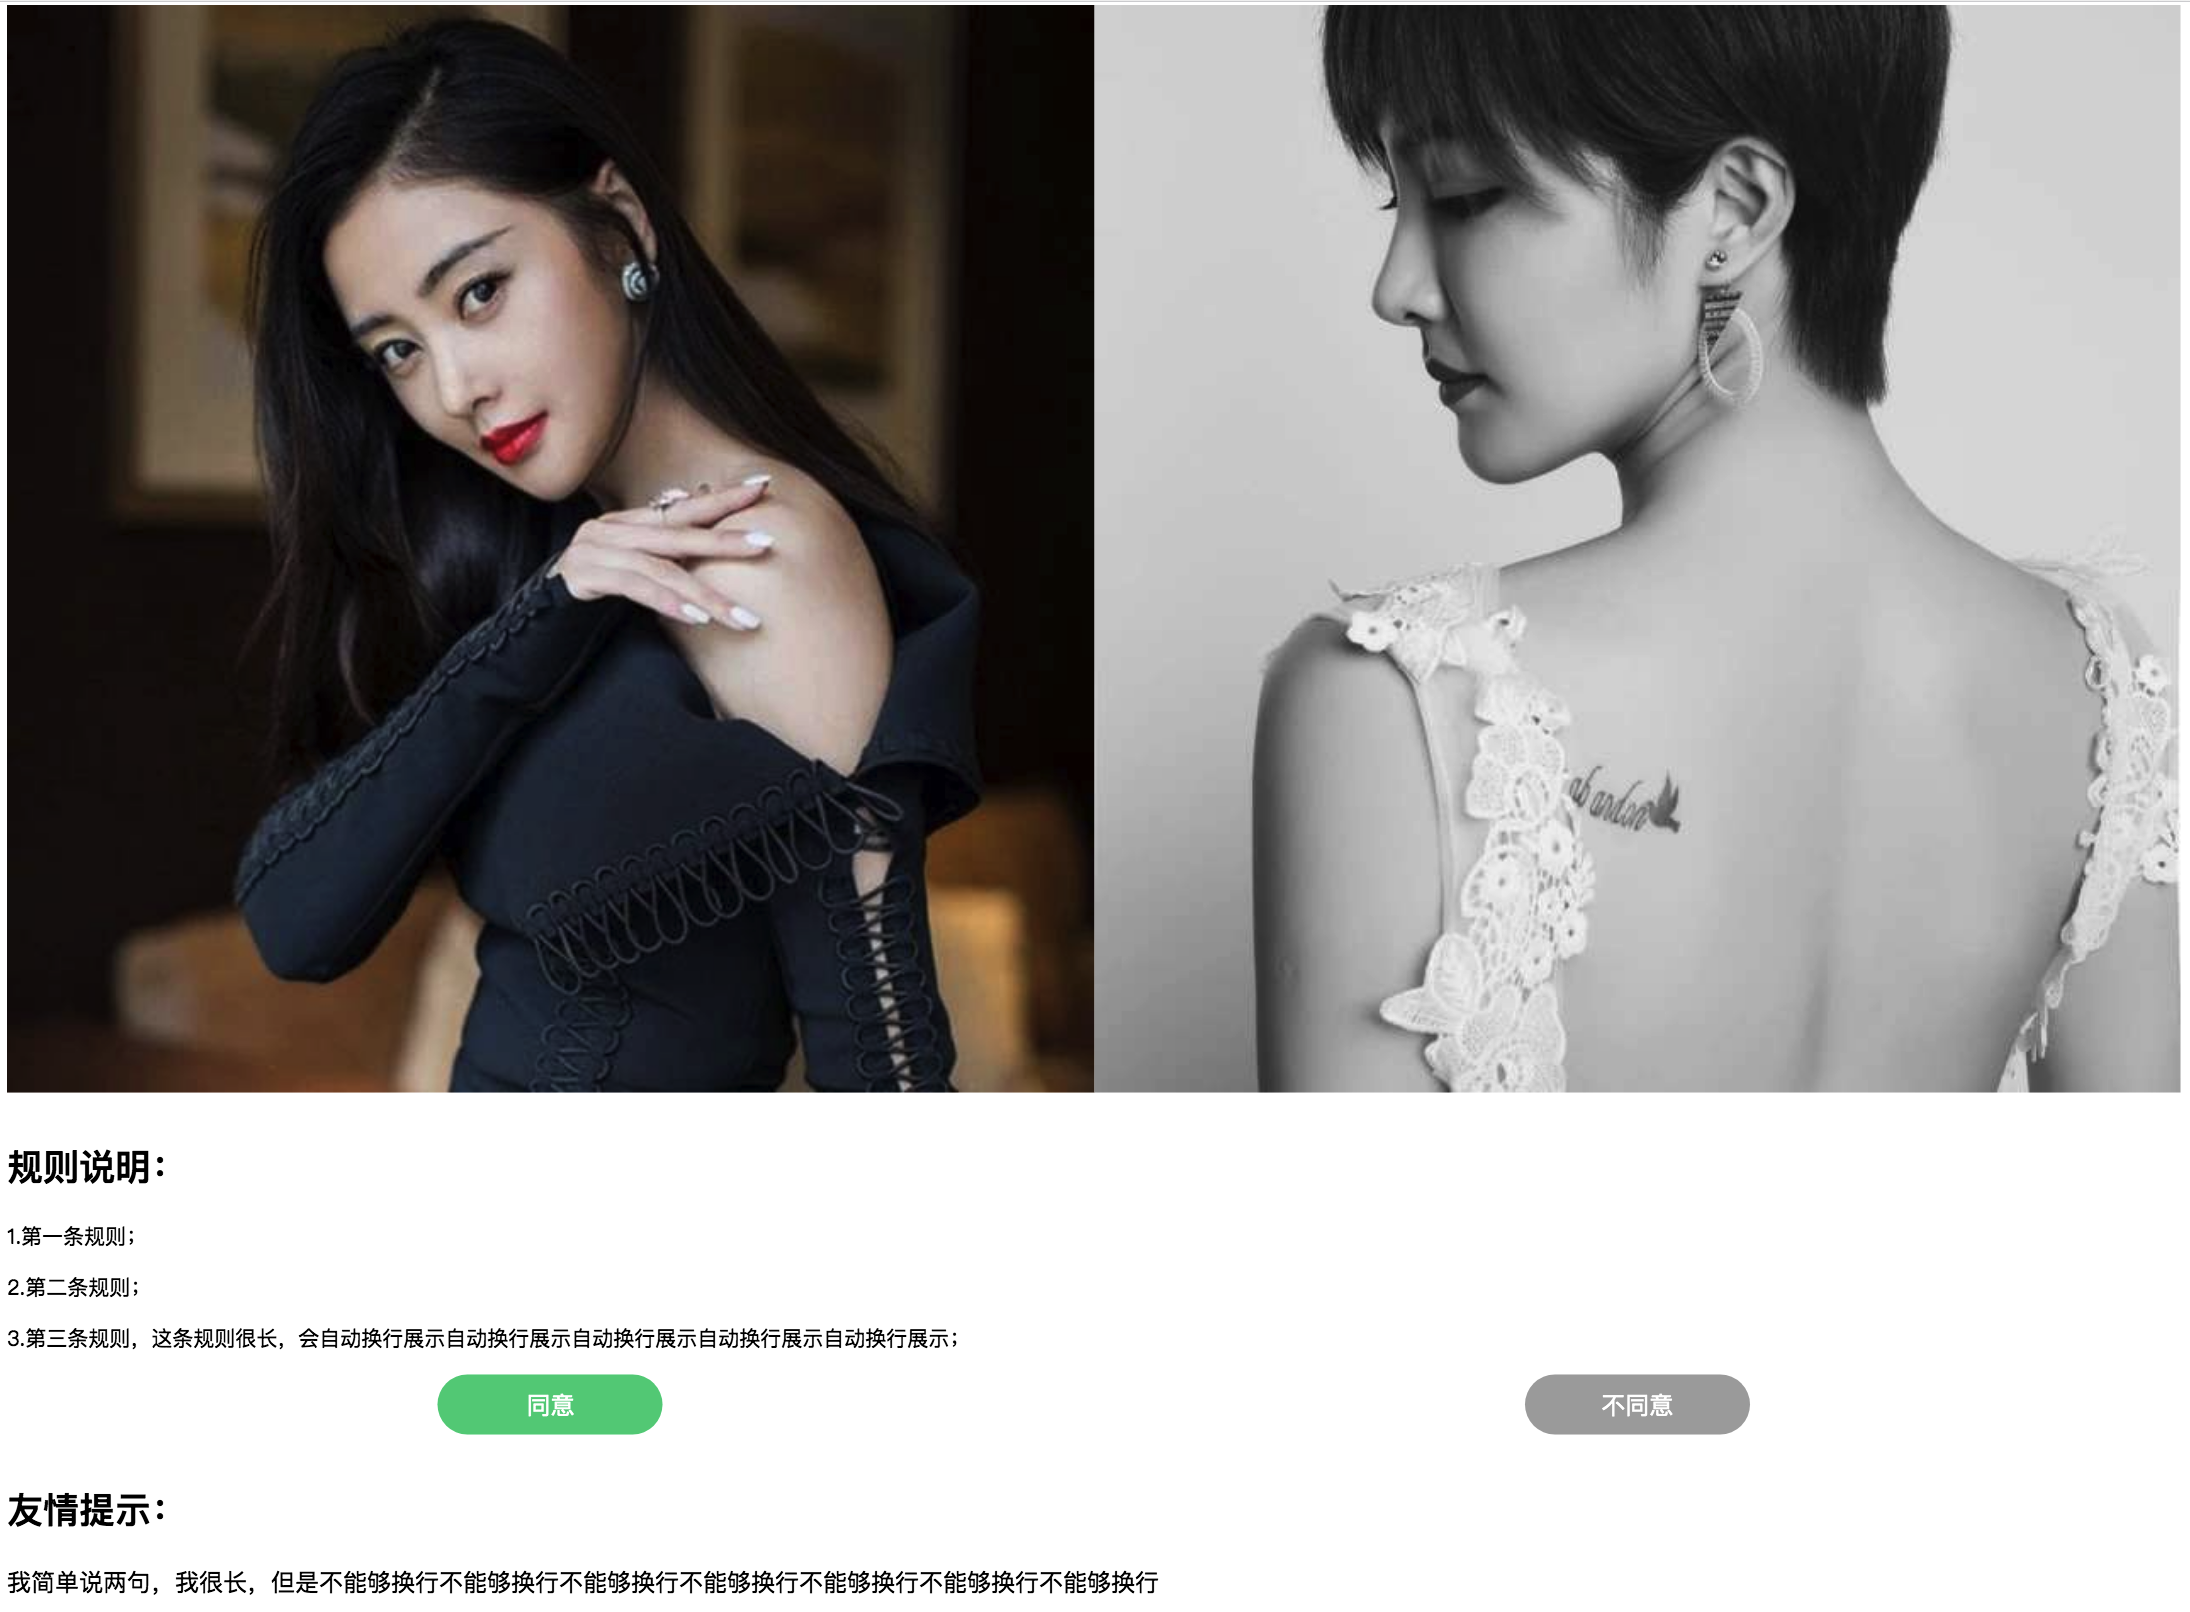 ab andon
规则说明：
1.第一条规则；
2.第二条规则；
3.第三条规则，这条规则很长，会自动换行展示自动换行展示自动换行展示自动换行展示自动换行展示；
同意
不同意
友情提示：
我简单说两句，我很长，但是不能够换行不能够换行不能够换行不能够换行不能够换行不能够换行不能够换行